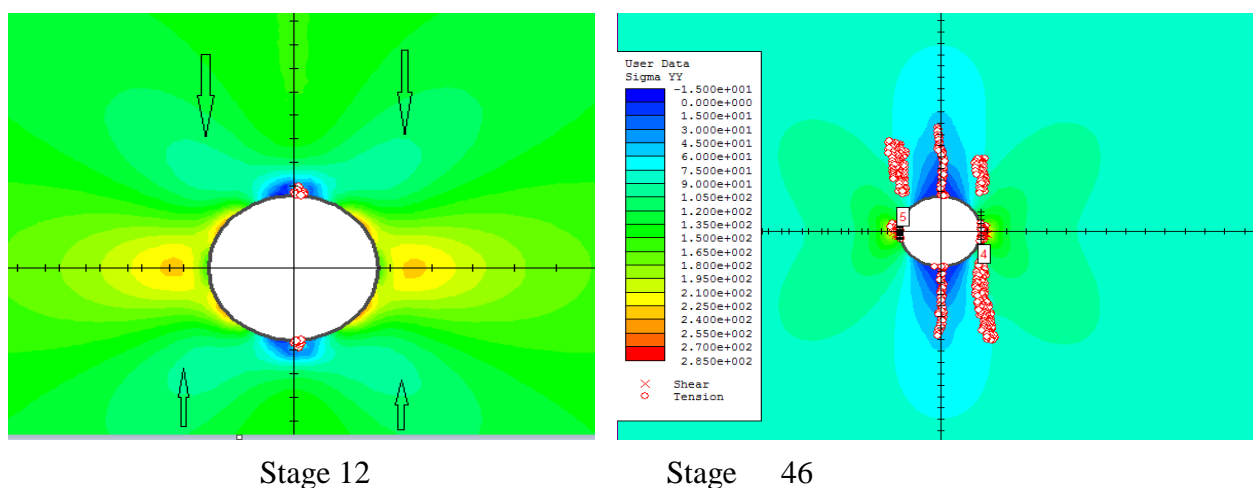 User Data
Sigma YY
-1.500e+001
0.000e+000
1.500e+001
3.000e+001
4.500e+001
6.000e+001
7.500e+001
9.000e+001
1.050e+002
1.200e+002
1.350e+002
1.500e+002
1.650e+002
1.800e+002
1.950e+002
2.100e+002
2.250e+002
2.400e+002
2.550e+002
2.700e+002
2.850e+002
Shear
Tension
5
4
Stage 12
Stage 46